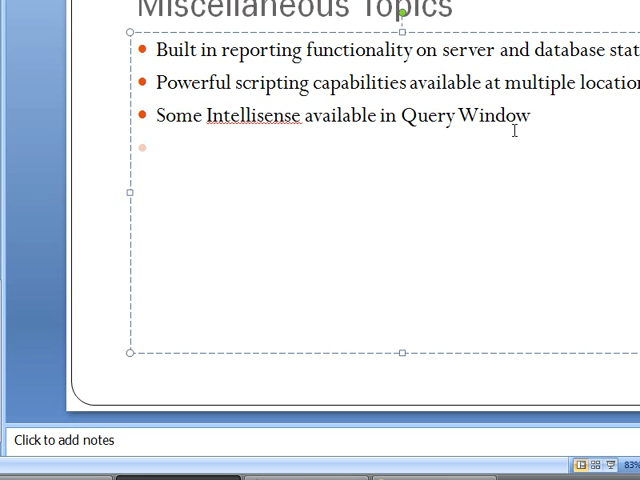 Miscellaneous Topics
Built in reporting functionality on server and database stat
Powerful scripting capabilities available at multiple location
Some Intellisense available in Query Window
Click to add notes
83%